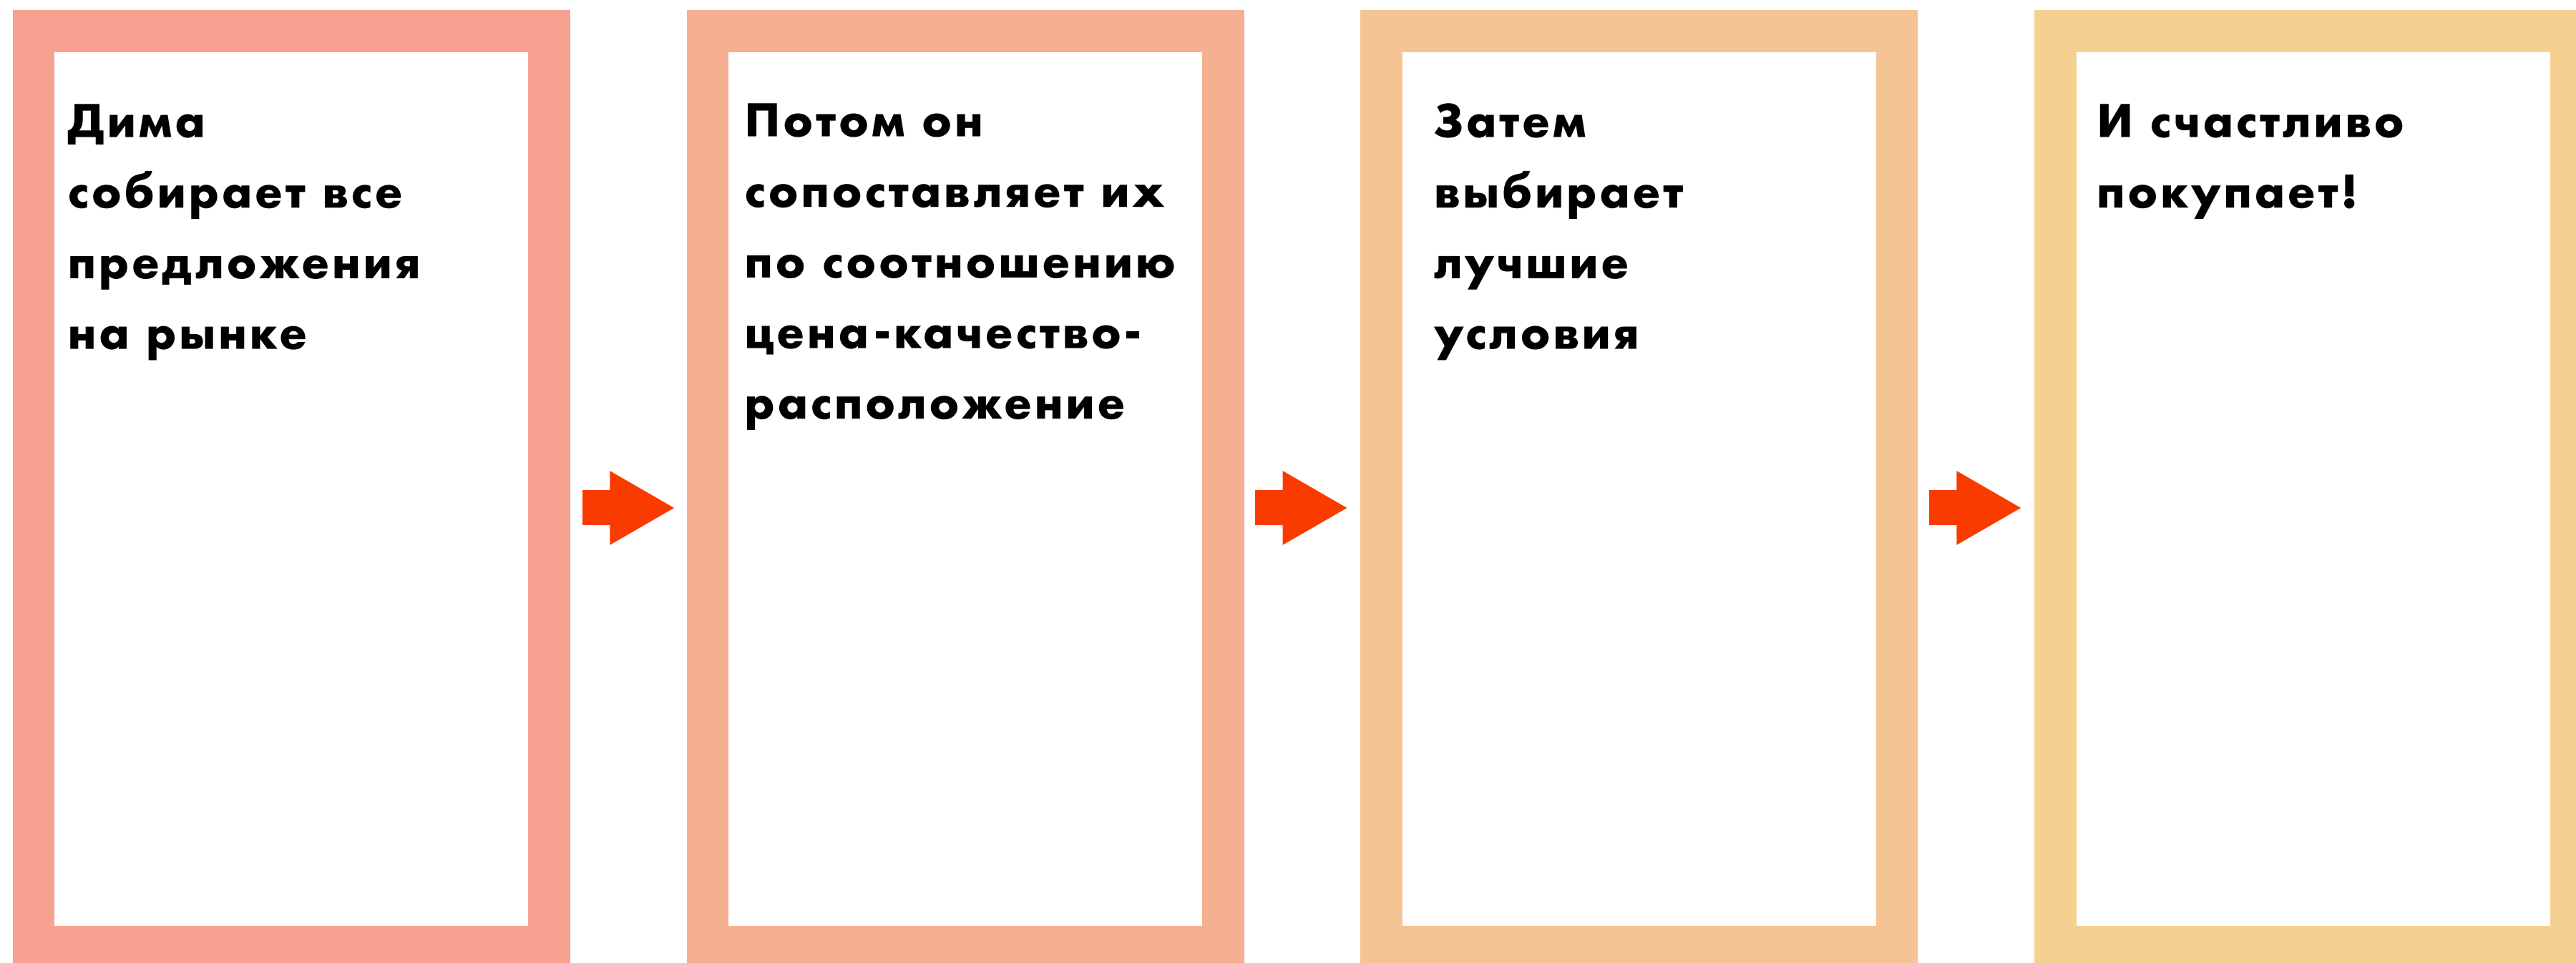 Дима
собирает все
предложения
на рынке
Потом он
сопоставляет их
по соотношению
цена-качество-
расположение
Затем
выбирает
лучшие
условия
И счастливо
покупает!